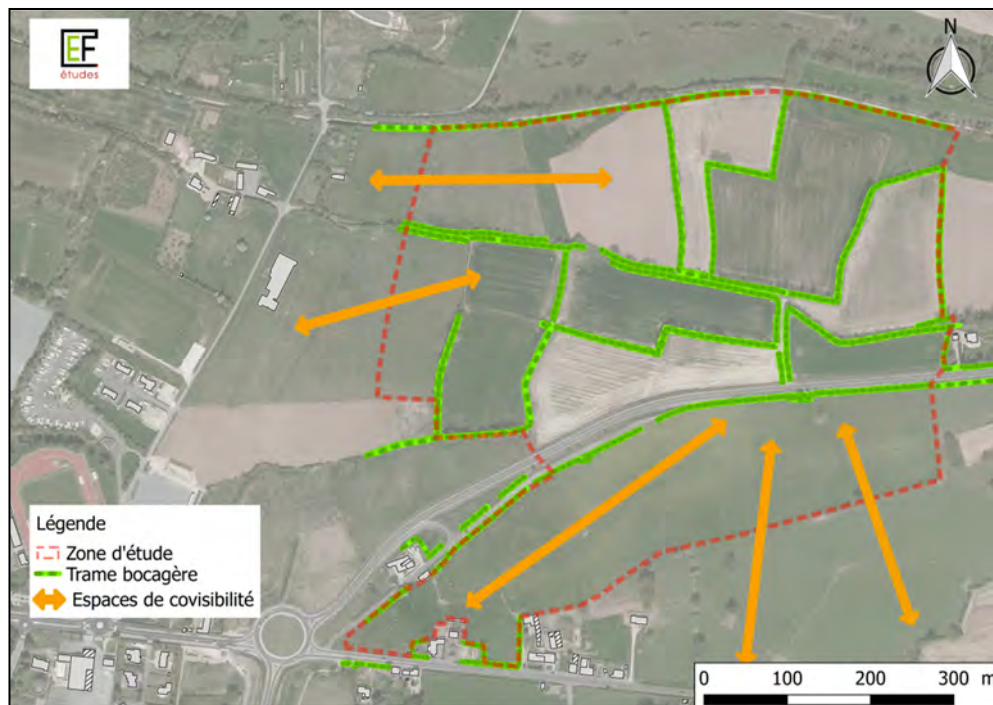 EF
études
N
Légende
Zone d'étude
Trame bocagère
Espaces de covisibilité
0 100 200 300 m